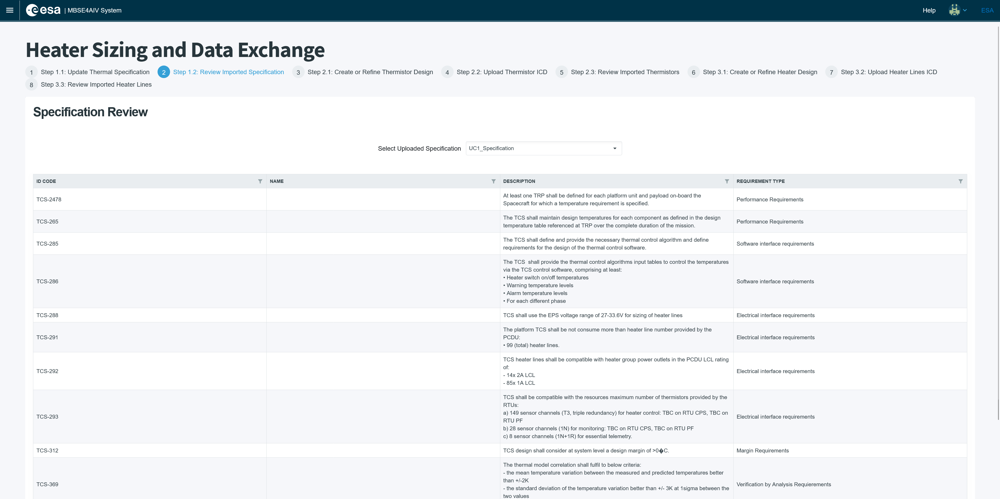 esa | MBSE4AIV System
Help
ESA
Heater Sizing and Data Exchange
1 Step 1.1: Update Thermal Specification
2 Step 1.2: Review Imported Specification
3 Step 2.1: Create or Refine Thermistor Design
4 Step 2.2: Upload Thermistor ICD
5 Step 2.3: Review Imported Thermistors
6 Step 3.1: Create or Refine Heater Design
7 Step 3.2: Upload Heater Lines ICD
8 Step 3.3: Review Imported Heater Lines
Specification Review
Select Uploaded Specification
UC1_Specification
ID CODE
NAME
DESCRIPTION
REQUIREMENT TYPE
TCS-2478
At least one TRP shall be defined for each platform unit and payload on-board the
Spacecraft for which a temperature requirement is specified.
Performance Requirements
TCS-265
The TCS shall maintain design temperatures for each component as defined in the design
temperature table referenced at TRP over the complete duration of the mission.
Performance Requirements
TCS-285
The TCS shall define and provide the necessary thermal control algorithm and define
requirements for the design of the thermal control software.
Software interface requirements
TCS-286
The TCS  shall provide the thermal control algorithms input tables to control the temperatures
via the TCS control software, comprising at least:
• Heater switch on/off temperatures
• Warning temperature levels
• Alarm temperature levels
• For each different phase
Software interface requirements
TCS-288
TCS shall use the EPS voltage range of 27-33.6V for sizing of heater lines
Electrical interface requirements
TCS-291
The platform TCS shall be not consume more than heater line number provided by the
PCDU:
• 99 (total) heater lines.
Electrical interface requirements
TCS-292
TCS heater lines shall be compatible with heater group power outlets in the PCDU LCL rating
of:
- 14x 2A LCL
- 85x 1A LCL
Electrical interface requirements
TCS-293
TCS shall be compatible with the resources maximum number of thermistors provided by the
RTUs:
a) 149 sensor channels (T3, triple redundancy) for heater control: TBC on RTU CPS, TBC on
RTU PF
b) 28 sensor channels (1N) for monitoring: TBC on RTU CPS, TBC on RTU PF
c) 8 sensor channels (1N+1R) for essential telemetry.
Electrical interface requirements
TCS-312
TCS design shall consider at system level a design margin of >0�C.
Margin Requirements
TCS-369
The thermal model correlation shall fulfil to below criteria:
- the mean temperature variation between the measured and predicted temperatures better
than +/-2K
- the standard deviation of the temperature variation better than +/- 3K at 1sigma between the
two values
Verification by Analysis Requierements